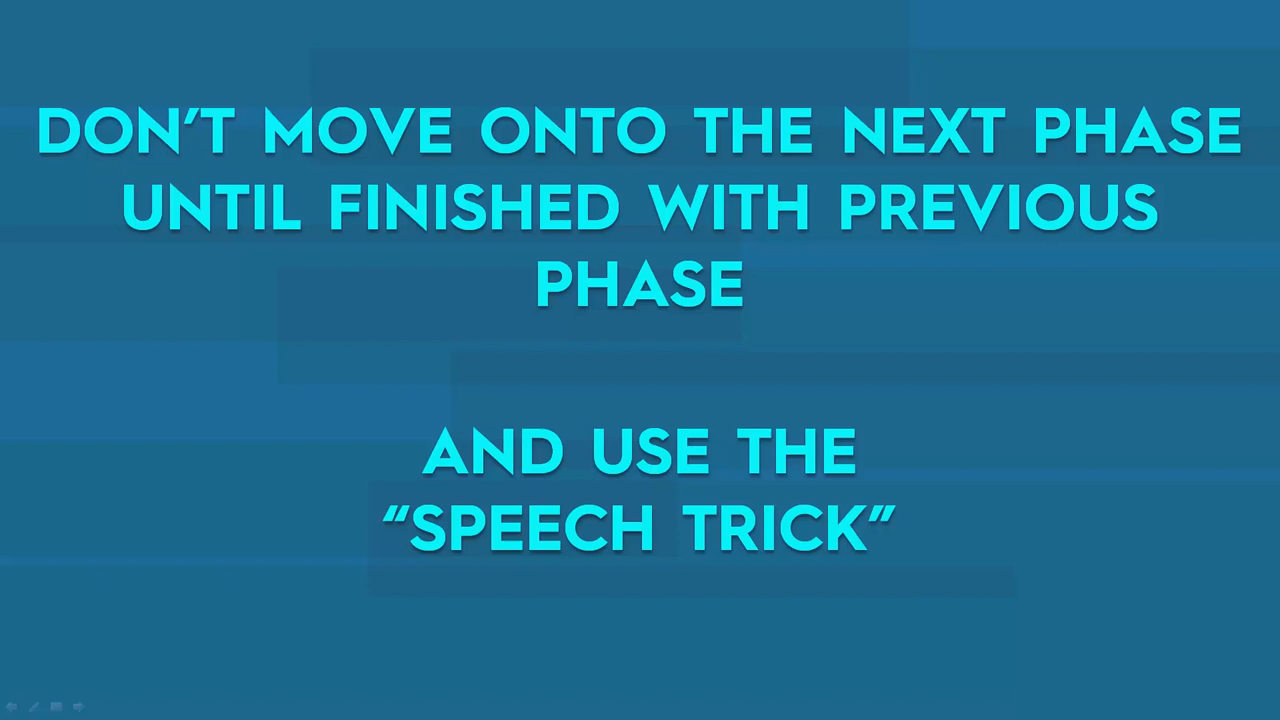 DON’T MOVE ONTO THE NEXT PHASE
UNTIL FINISHED WITH PREVIOUS
PHASE
AND USE THE
“SPEECH TRICK”